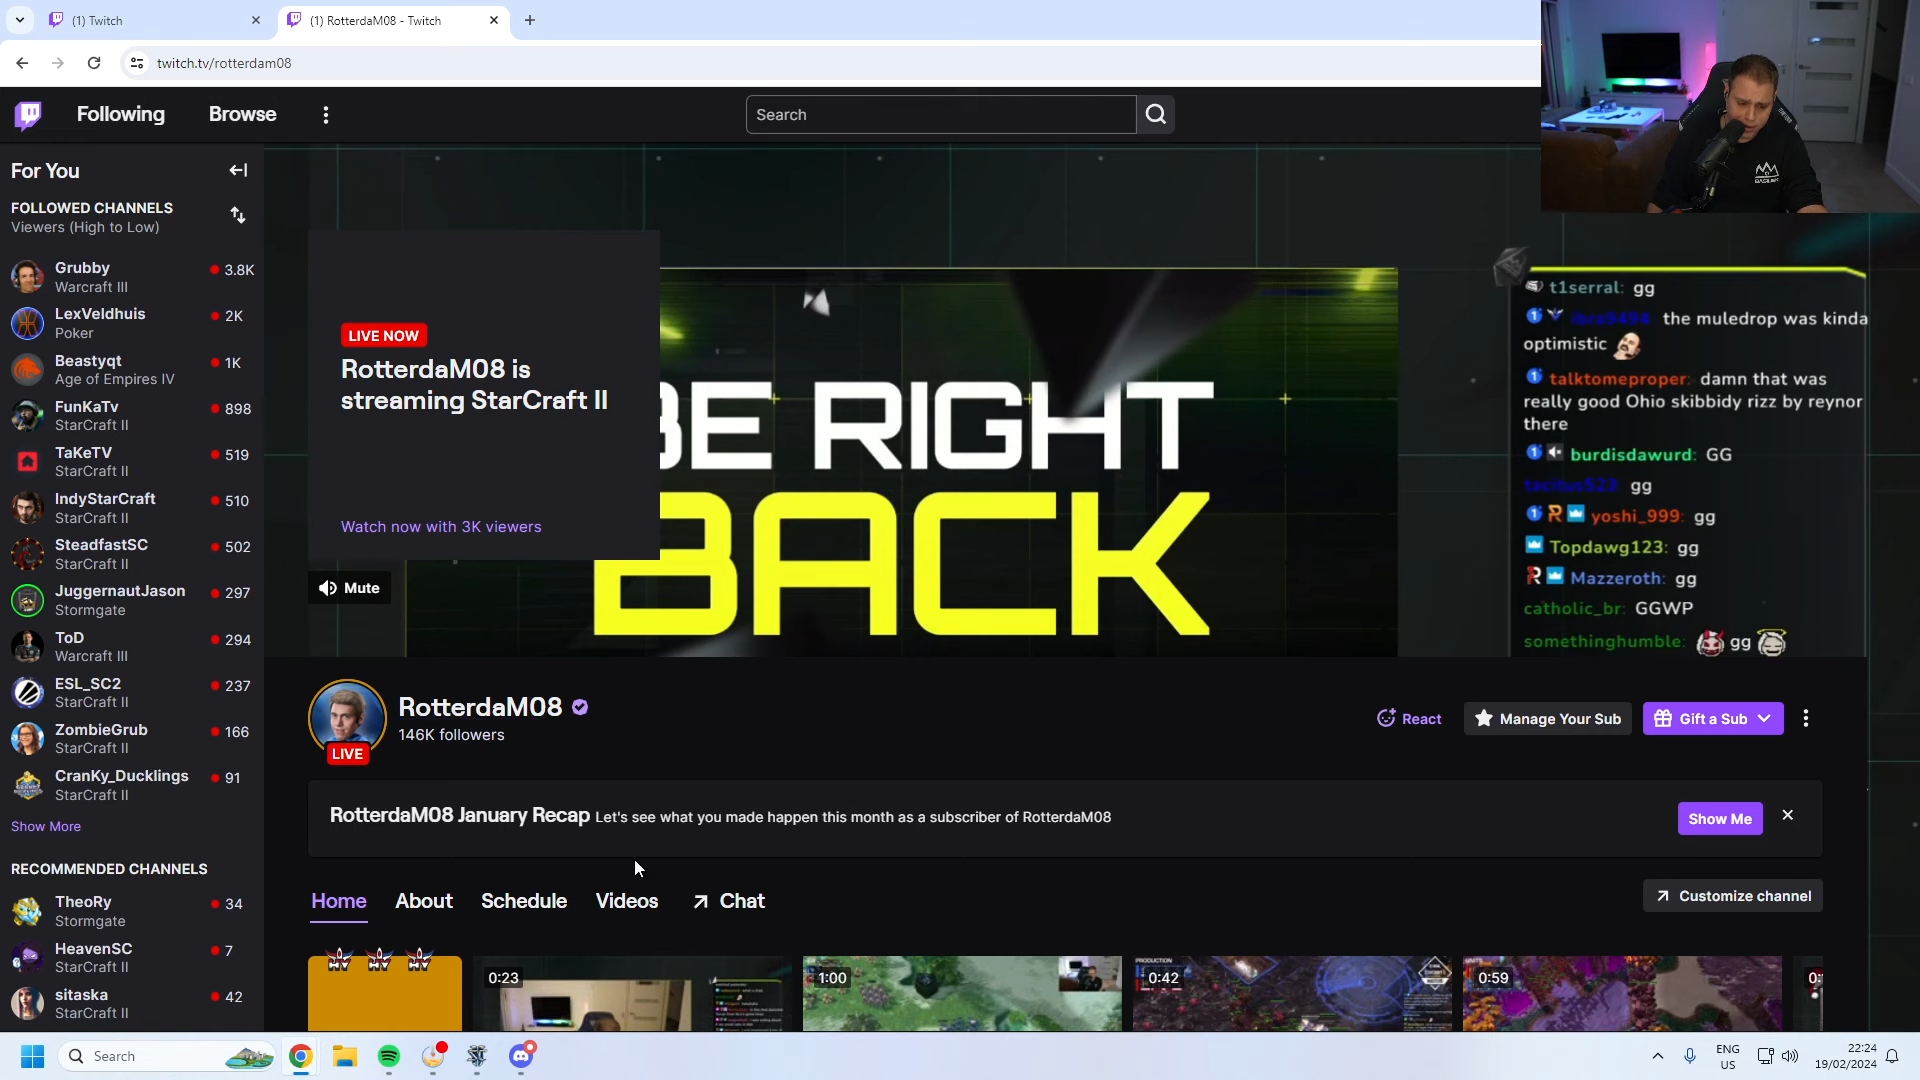 (1) Twitch
(1) RotterdaM08 - Twitch
twitch.tv/rotterdam08
Following
Browse
Search
For You
FOLLOWED CHANNELS
Viewers (High to Low)
Grubby
3.8K
Warcraft III
LexVeldhuis
2K
Poker
Beastyqt
1K
Age of Empires IV
FunKaTv
898
StarCraft II
TaKeTV
519
StarCraft II
IndyStarCraft
510
StarCraft II
SteadfastSC
502
StarCraft II
JuggernautJason
297
Stormgate
ToD
294
Warcraft III
ESL_SC2
237
StarCraft II
ZombieGrub
166
StarCraft II
CranKy_Ducklings
91
StarCraft II
Show More
RECOMMENDED CHANNELS
TheoRy
34
Stormgate
HeavenSC
7
StarCraft II
sitaska
42
StarCraft II
LIVE NOW
RotterdaM08 is
streaming StarCraft II
Watch now with 3K viewers
Mute
BE RIGHT
BACK
t1serral: gg
the muledrop was kinda
optimistic
talktomeproper: damn that was
really good Ohio skibbidy rizz by reynor
there
burdisdawurd: GG
tacitus523 gg
yoshi_999: gg
Topdawg123: gg
Mazzeroth: gg
catholic_br: GGWP
somethinghumble: gg
RotterdaM08
146K followers
LIVE
React
Manage Your Sub
Gift a Sub
RotterdaM08 January Recap Let's see what you made happen this month as a subscriber of RotterdaM08
Show Me
Home
About
Schedule
Videos
Chat
Customize channel
0:23
1:00
0:42
0:59
PRODUCTION
Search
ENG
US
22:24
19/02/2024